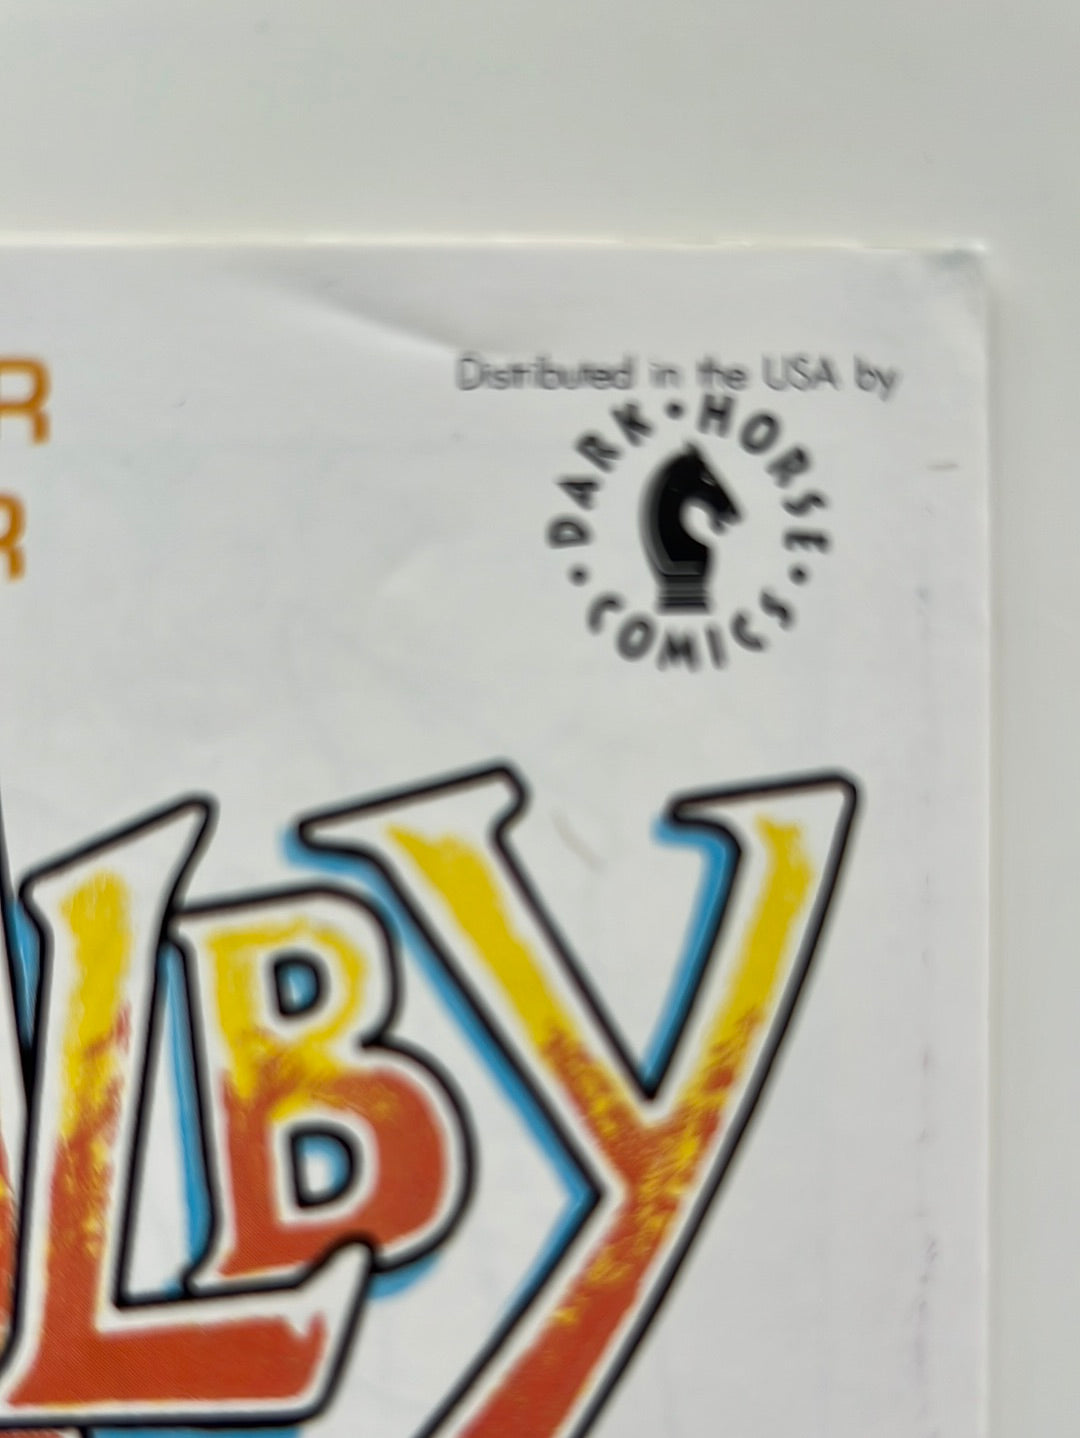 Distributed in the USA by
DARK • HORSE • COMICS •
R
R
LBY